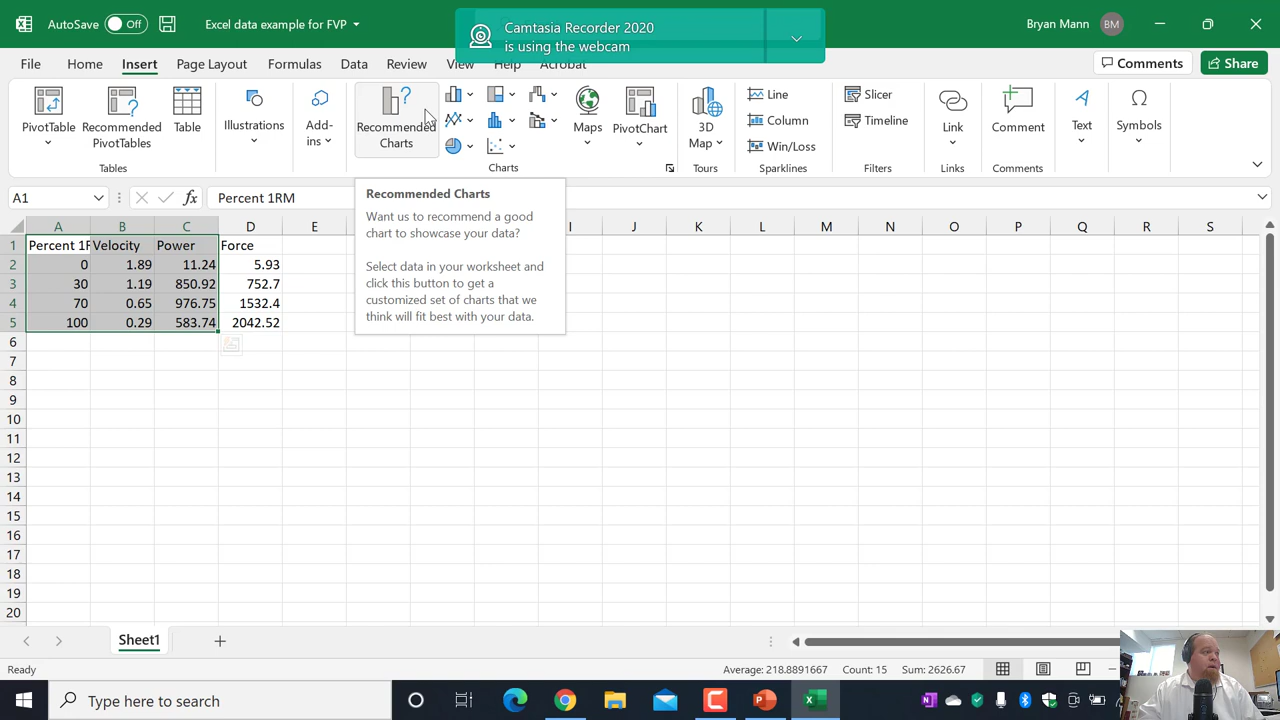 AutoSave Off Excel data example for FVP
Camtasia Recorder 2020
is using the webcam
Bryan Mann BM
File Home Insert Page Layout Formulas Data Review View Help Acrobat Comments Share
PivotTable
Recommended
PivotTables
Table
Tables
Illustrations
Add-
ins
Recommended
Charts
Maps
PivotChart
Charts
3D
Map
Tours
Line
Column
Win/Loss
Sparklines
Slicer
Timeline
Filters
Link
Links
Comment
Comments
Text
Symbols
A1 fx Percent 1RM
Recommended Charts
Want us to recommend a good
chart to showcase your data?
Select data in your worksheet and
click this button to get a
customized set of charts that we
think will fit best with your data.
A B C D E I J K L M N O P Q R S
1 Percent 1R Velocity Power Force
2 0 1.89 11.24 5.93
3 30 1.19 850.92 752.7
4 70 0.65 976.75 1532.4
5 100 0.29 583.74 2042.52
6
7
8
9
10
11
12
13
14
15
16
17
18
19
20
Sheet1
Ready Average: 218.8891667 Count: 15 Sum: 2626.67
Type here to search